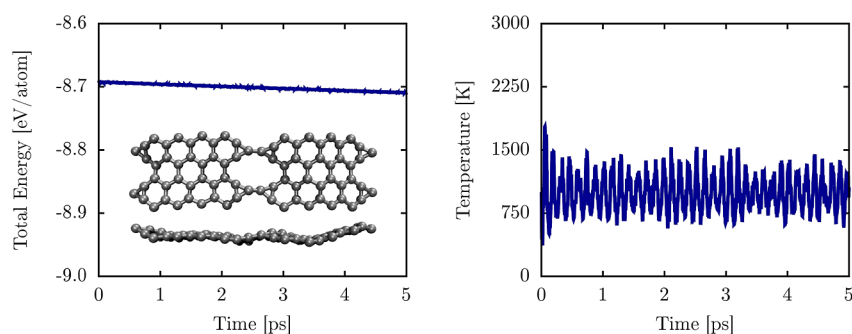 Total Energy [eV/atom]
-8.6
-8.7
-8.8
-8.9
-9.0
0 1 2 3 4 5
Time [ps]
Temperature [K]
3000
2250
1500
750
0
0 1 2 3 4 5
Time [ps]